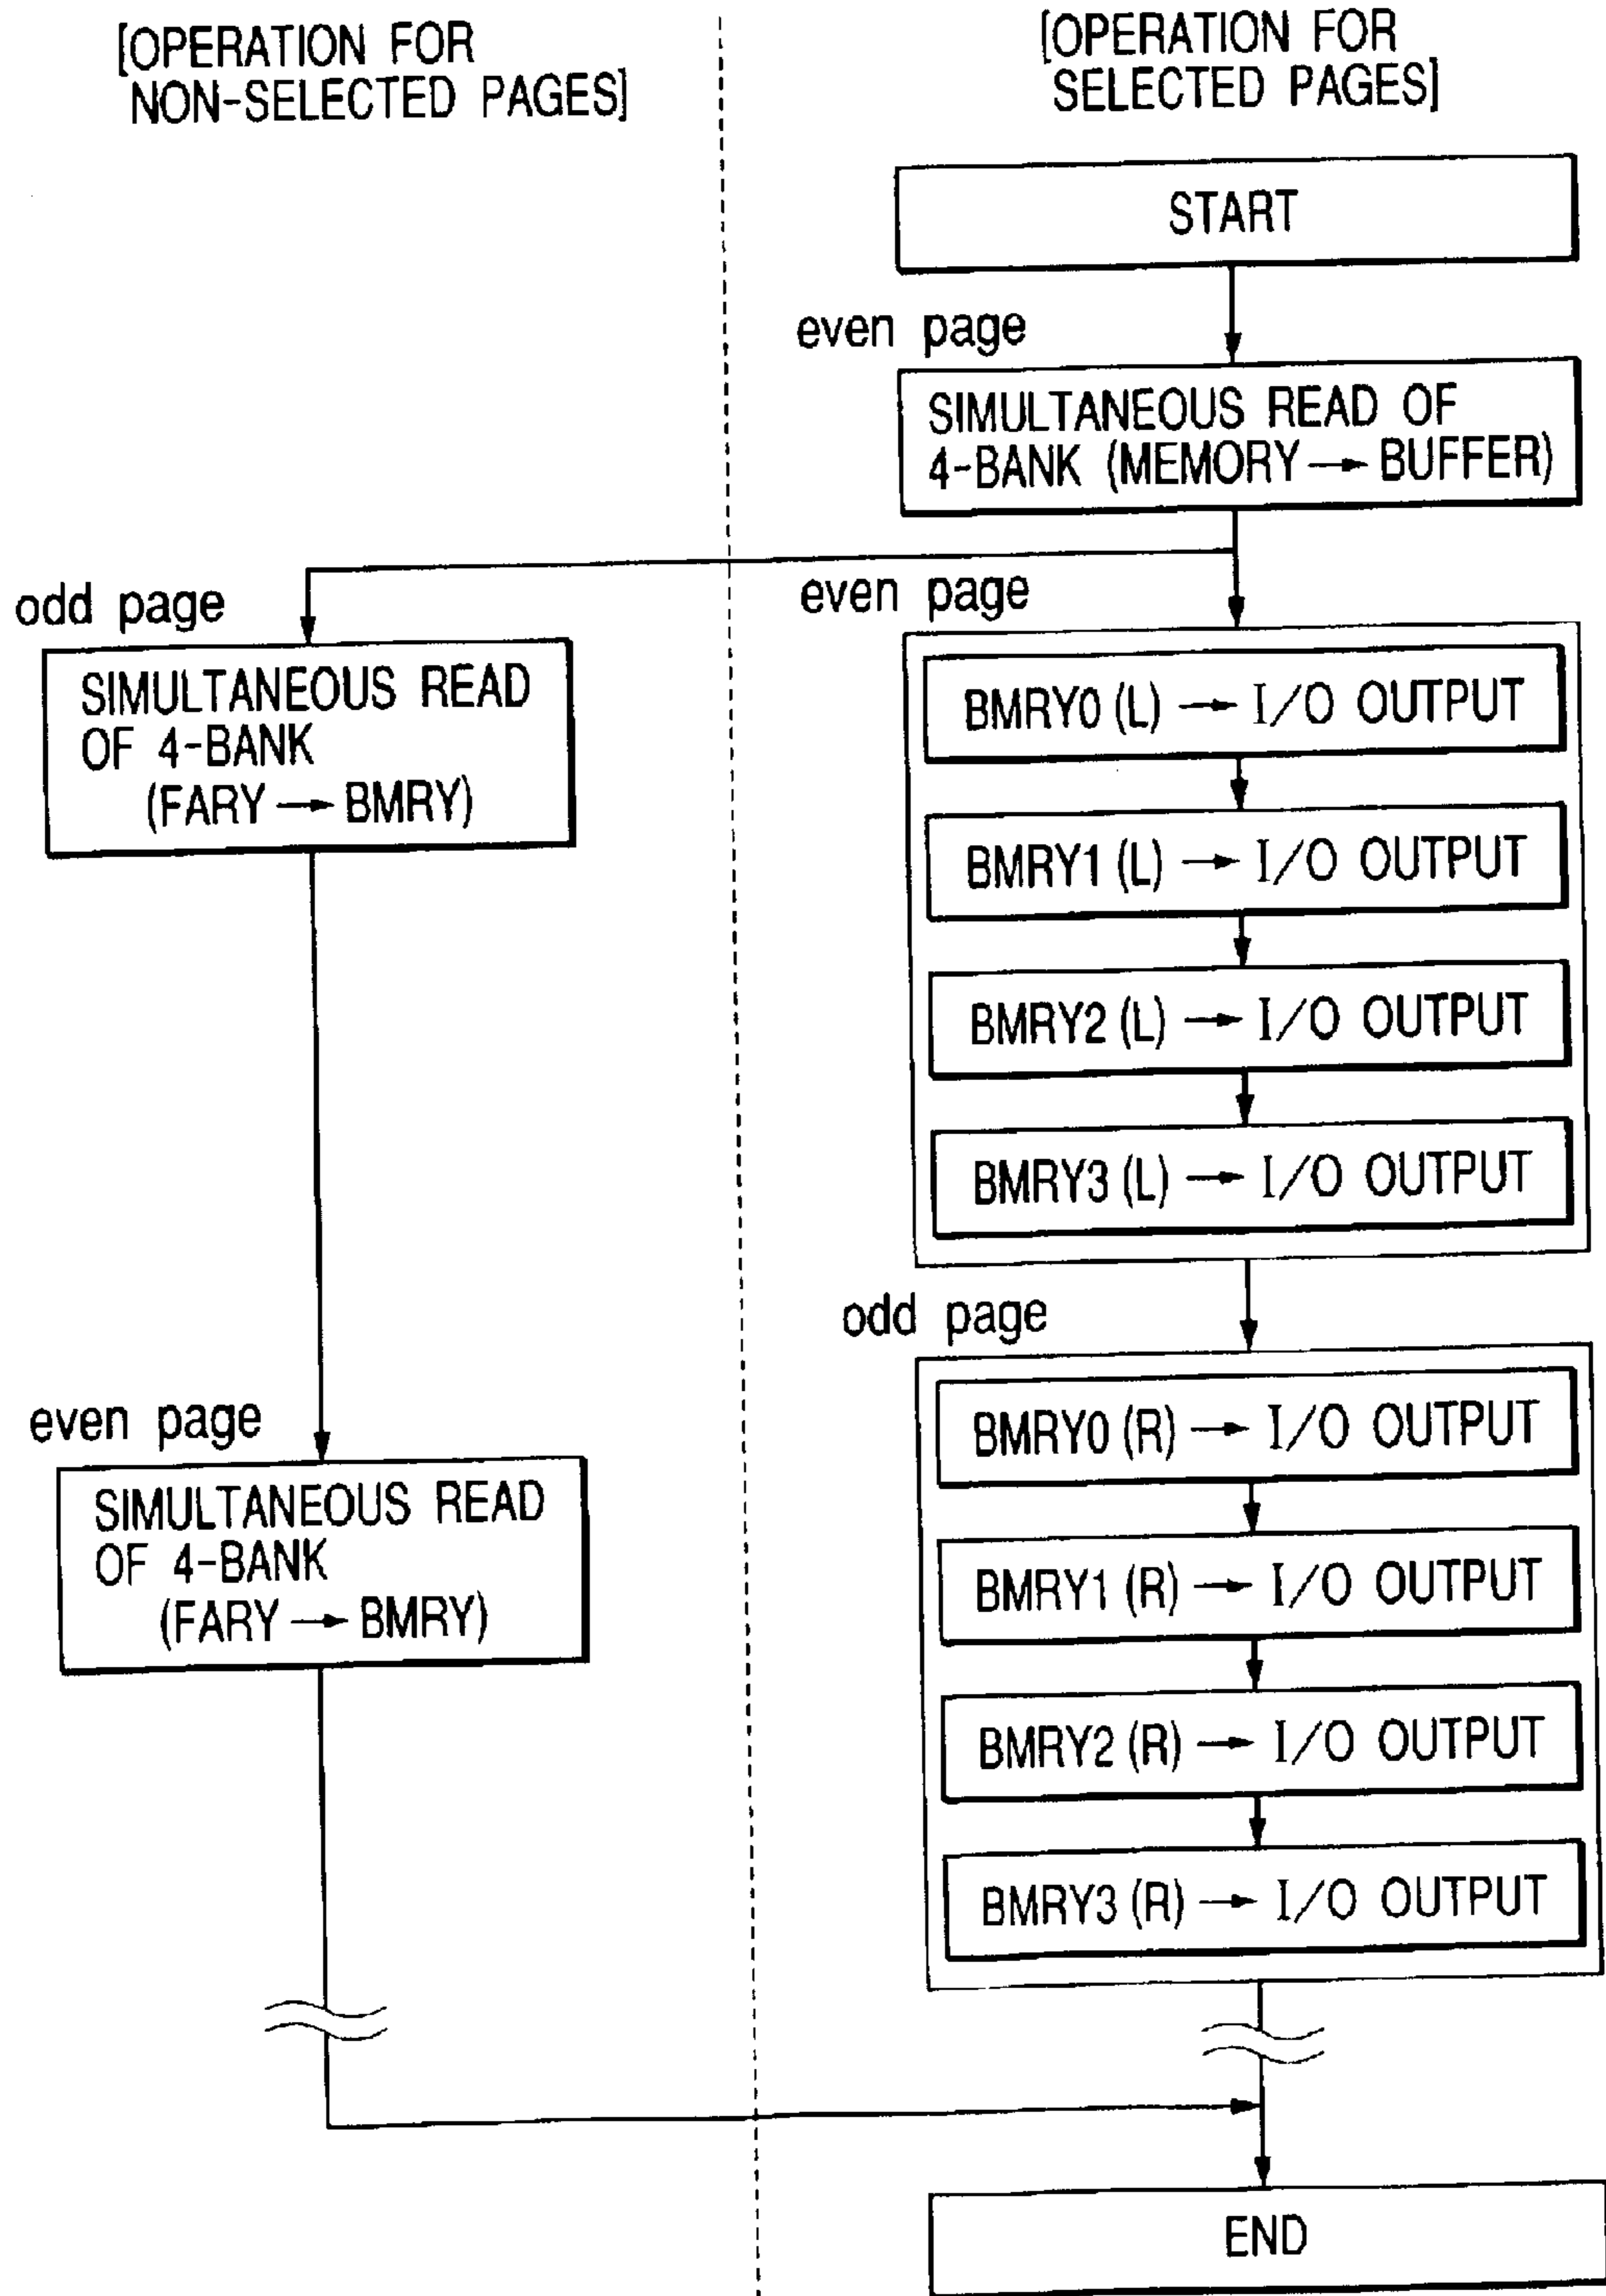 [OPERATION FOR
NON-SELECTED PAGES]
[OPERATION FOR
SELECTED PAGES]
START
even page
SIMULTANEOUS READ OF
4-BANK (MEMORY → BUFFER)
odd page
SIMULTANEOUS READ
OF 4-BANK
(FARY → BMRY)
even page
BMRY0 (L) → I/O OUTPUT
BMRY1 (L) → I/O OUTPUT
BMRY2 (L) → I/O OUTPUT
BMRY3 (L) → I/O OUTPUT
odd page
BMRY0 (R) → I/O OUTPUT
BMRY1 (R) → I/O OUTPUT
BMRY2 (R) → I/O OUTPUT
BMRY3 (R) → I/O OUTPUT
even page
SIMULTANEOUS READ
OF 4-BANK
(FARY → BMRY)
END